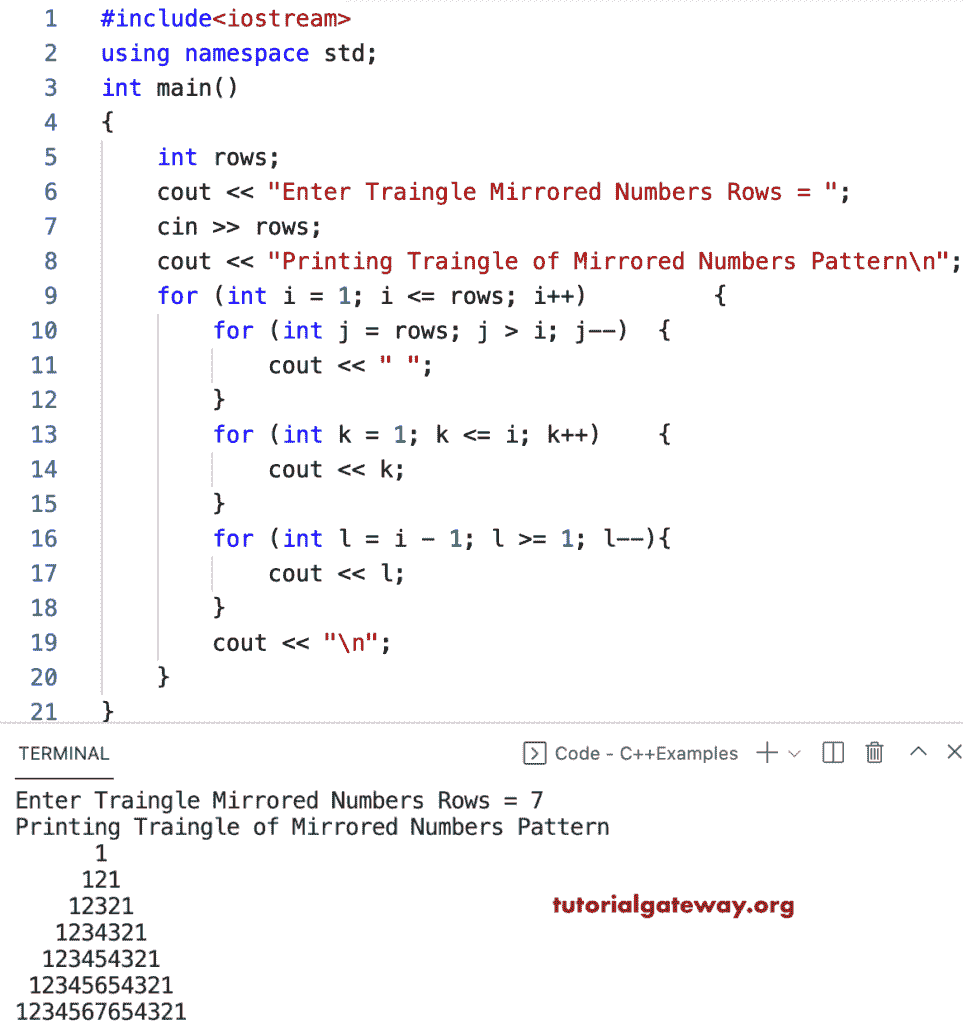 1 #include<iostream>
2 using namespace std;
3 int main()
4 {
5     int rows;
6     cout << "Enter Traingle Mirrored Numbers Rows = ";
7     cin >> rows;
8     cout << "Printing Traingle of Mirrored Numbers Pattern\n";
9     for (int i = 1; i <= rows; i++)         {
10         for (int j = rows; j > i; j--)  {
11             cout << " ";
12         }
13         for (int k = 1; k <= i; k++)    {
14             cout << k;
15         }
16         for (int l = i - 1; l >= 1; l--){
17             cout << l;
18         }
19         cout << "\n";
20     }
21 }
TERMINAL Code - C++Examples
Enter Traingle Mirrored Numbers Rows = 7
Printing Traingle of Mirrored Numbers Pattern
      1
     121
    12321
tutorialgateway.org
   1234321
  123454321
 12345654321
1234567654321